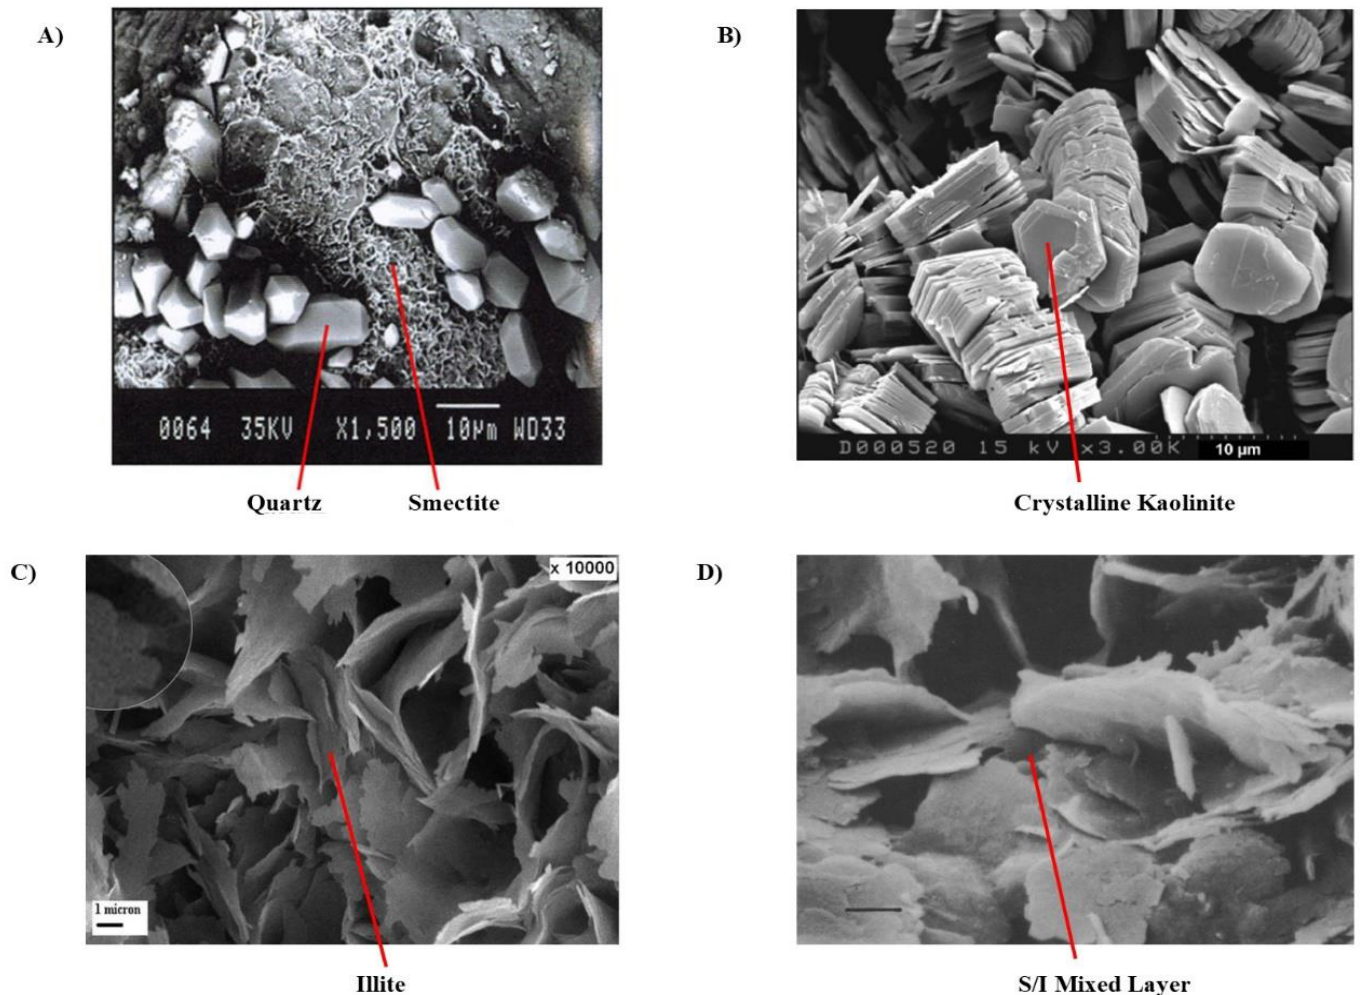 A)
B)
0064 35KV X1,500 10µm WD33
D000520 15 kV x3.00K 10 µm
Quartz
Smectite
Crystalline Kaolinite
C)
D)
x 10000
1 micron
Illite
S/I Mixed Layer